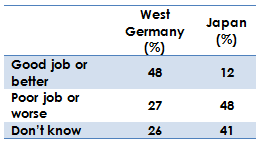 West
Germany
(%)
Japan
(%)
Good job or
better
48
12
Poor job or
worse
27
48
Don't know
26
41